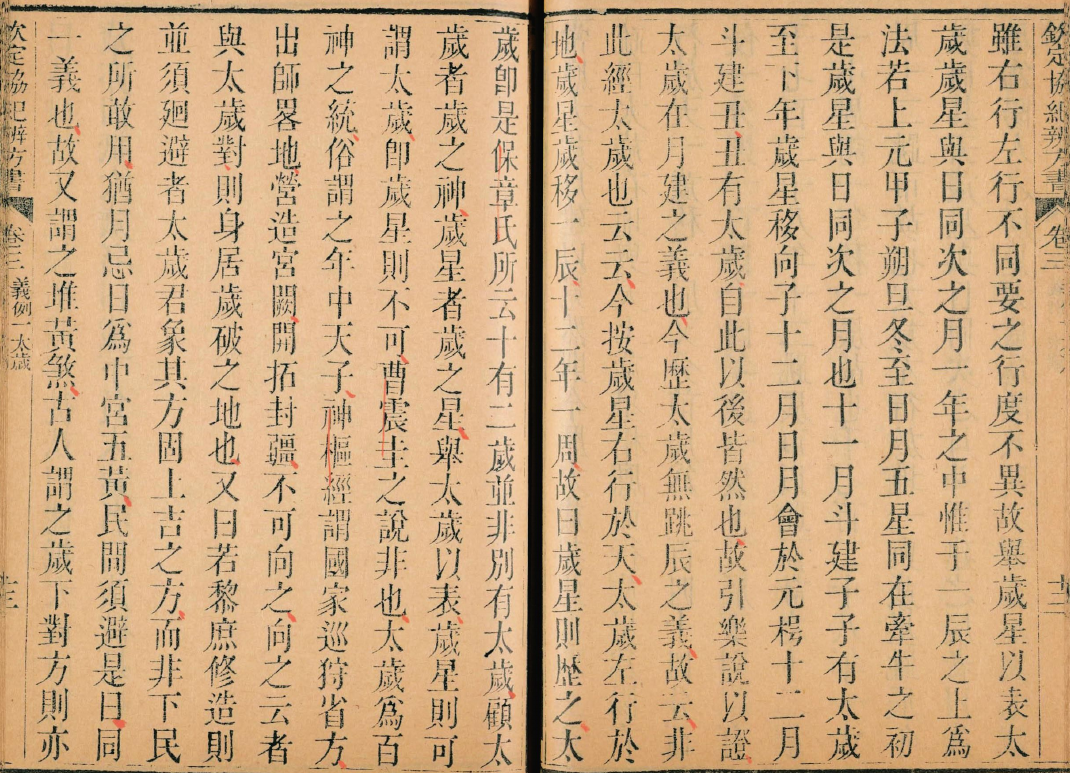 欽定協紀辨方書
卷三
十二
雖右行左行不同要之行度不異故舉歲星以表太
歲歲星與日同次之月一年之中惟于一辰之上爲
法若上元甲子朔旦冬至日月五星同在牽牛之初
是歲星與日同次之月也十一月斗建子子有太歲
至下年歲星移向子十二月日月會於元枵十二月
斗建丑丑有太歲自此以後皆然也故引樂說以證
太歲在月建之義也今歷太歲無跳辰之義故云非
此經太歲也云云今按歲星右行於天太歲左行於
地歲星歲移一辰十二年一周故曰歲星則歷之太
歲卽是保章氏所云十有二歲並非別有太歲顧太
歲者歲之神歲星者歲之星舉太歲以表歲星則可
謂太歲卽歲星則不可曹震圭之說非也太歲爲百
神之統俗謂之年中天子神樞經謂國家巡狩省方
出師畧地營造宮闕開拓封疆不可向之向之云者
與太歲對則身居歲破之地也又曰若黎庶修造則
並須廻避者太歲君象其方固上吉之方而非下民
之所敢用猶月忌日爲中宮五黃民間須避是日同
一義也故又謂之堆黃煞古人謂之歲下對方則亦
欽定協紀辨方書
卷三
義例一太歲
十三